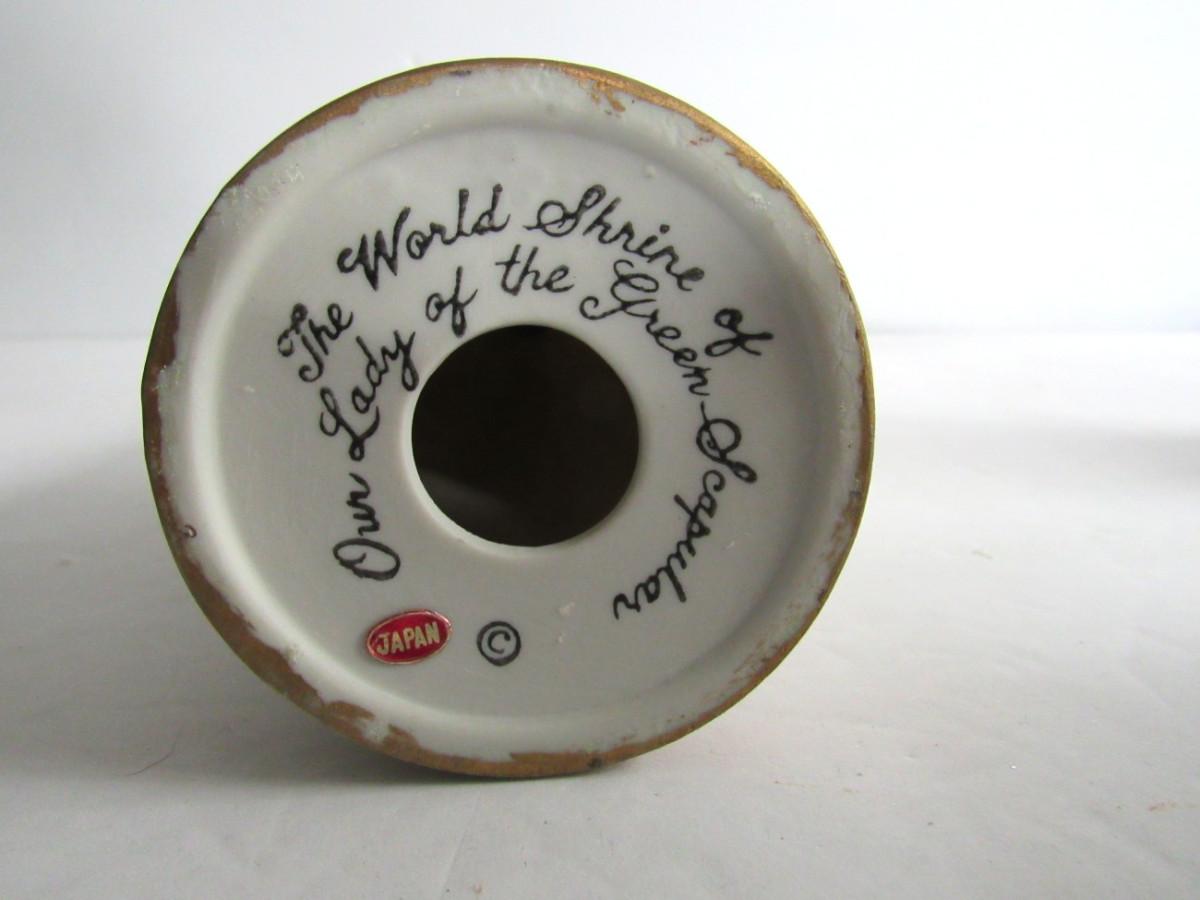 The World Shrine of
Our Lady of the Green Scapular
JAPAN ©